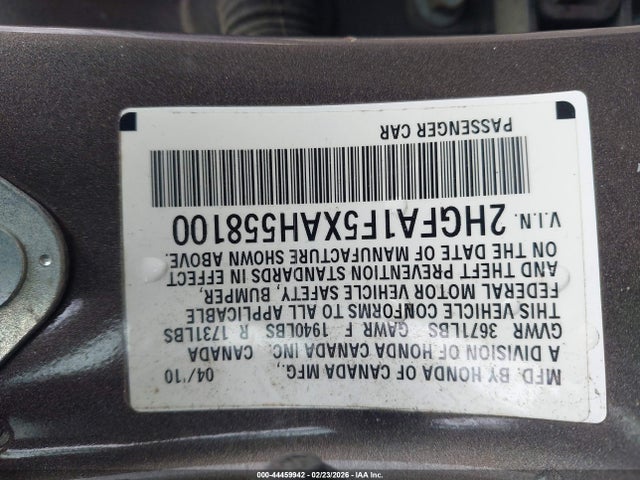 MFD. BY HONDA OF CANADA MFG., 04/'10
A DIVISION OF HONDA CANADA INC. CANADA
GVWR 3671LBS GAWR F 1940LBS R 1731LBS
THIS VEHICLE CONFORMS TO ALL APPLICABLE
FEDERAL MOTOR VEHICLE SAFETY, BUMPER,
AND THEFT PREVENTION STANDARDS IN EFFECT
ON THE DATE OF MANUFACTURE SHOWN ABOVE.
V.I.N. 2HGFA1F5XAH558100
PASSENGER CAR
000-44459942 - 02/23/2026 - IAA Inc.